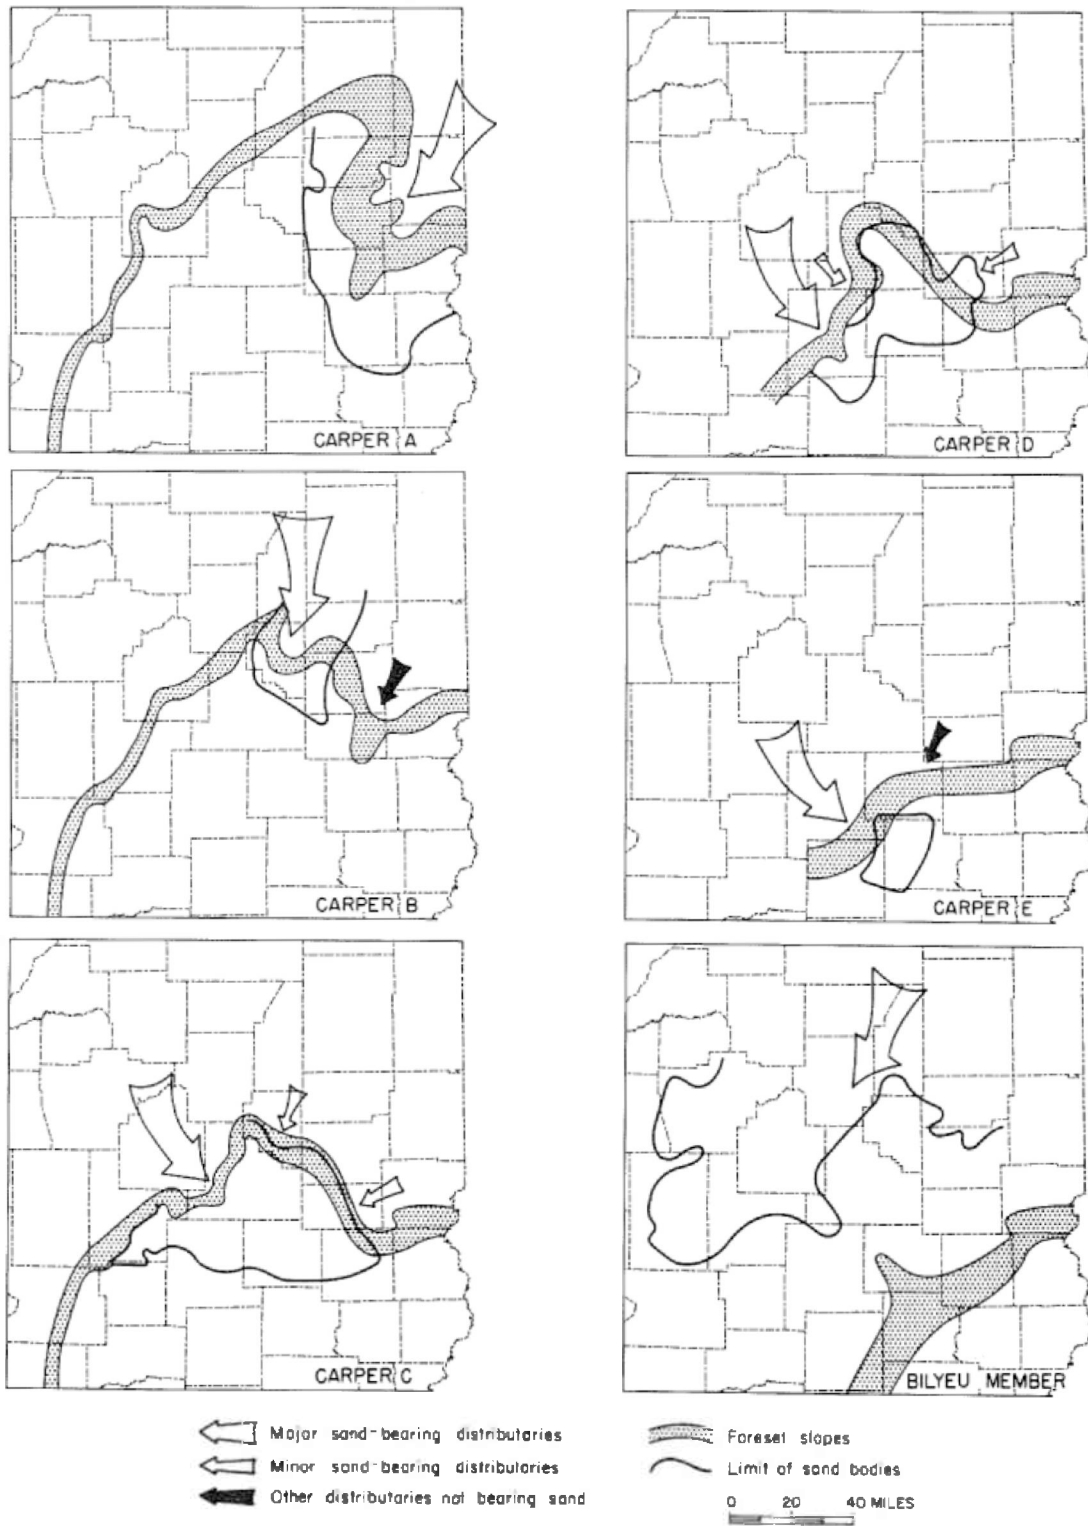 CARPER A
CARPER D
CARPER B
CARPER E
CARPER C
BILYEU MEMBER
Major sand-bearing distributaries
Minor sand-bearing distributaries
Other distributaries not bearing sand
Foreset slopes
Limit of sand bodies
0 20 40 MILES